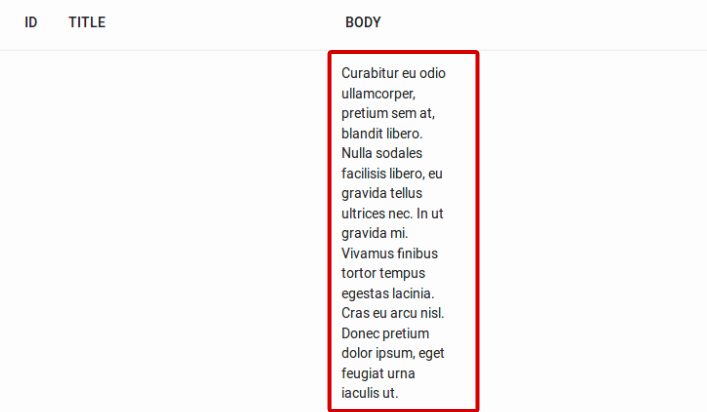 ID TITLE BODY
Curabitur eu odio
ullamcorper,
pretium sem at,
blandit libero.
Nulla sodales
facilisis libero, eu
gravida tellus
ultrices nec. In ut
gravida mi.
Vivamus finibus
tortor tempus
egestas lacinia.
Cras eu arcu nisl.
Donec pretium
dolor ipsum, eget
feugiat urna
iaculis ut.